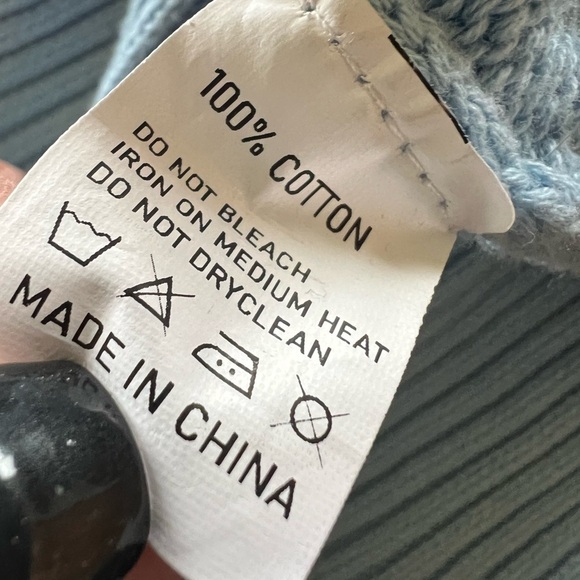 100% COTTON
DO NOT BLEACH
IRON ON MEDIUM HEAT
DO NOT DRYCLEAN
MADE IN CHINA